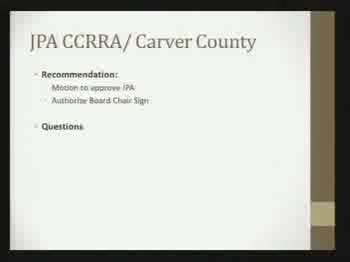 JPA CCRRA/ Carver County
Recommendation:
Motion to approve JPA
Authorize Board Chair Sign
Questions